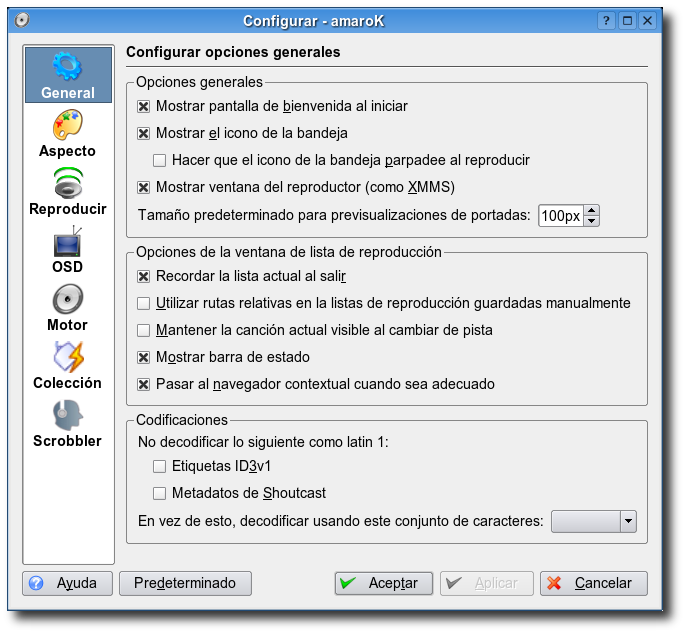 Configurar - amaroK
General
Aspecto
Reproducir
OSD
Motor
Colección
Scrobbler
Configurar opciones generales
Opciones generales
Mostrar pantalla de bienvenida al iniciar
Mostrar el icono de la bandeja
Hacer que el icono de la bandeja parpadee al reproducir
Mostrar ventana del reproductor (como XMMS)
Tamaño predeterminado para previsualizaciones de portadas: 100px
Opciones de la ventana de lista de reproducción
Recordar la lista actual al salir
Utilizar rutas relativas en la listas de reproducción guardadas manualmente
Mantener la canción actual visible al cambiar de pista
Mostrar barra de estado
Pasar al navegador contextual cuando sea adecuado
Codificaciones
No decodificar lo siguiente como latin 1:
Etiquetas ID3v1
Metadatos de Shoutcast
En vez de esto, decodificar usando este conjunto de caracteres:
Ayuda Predeterminado Aceptar Aplicar Cancelar